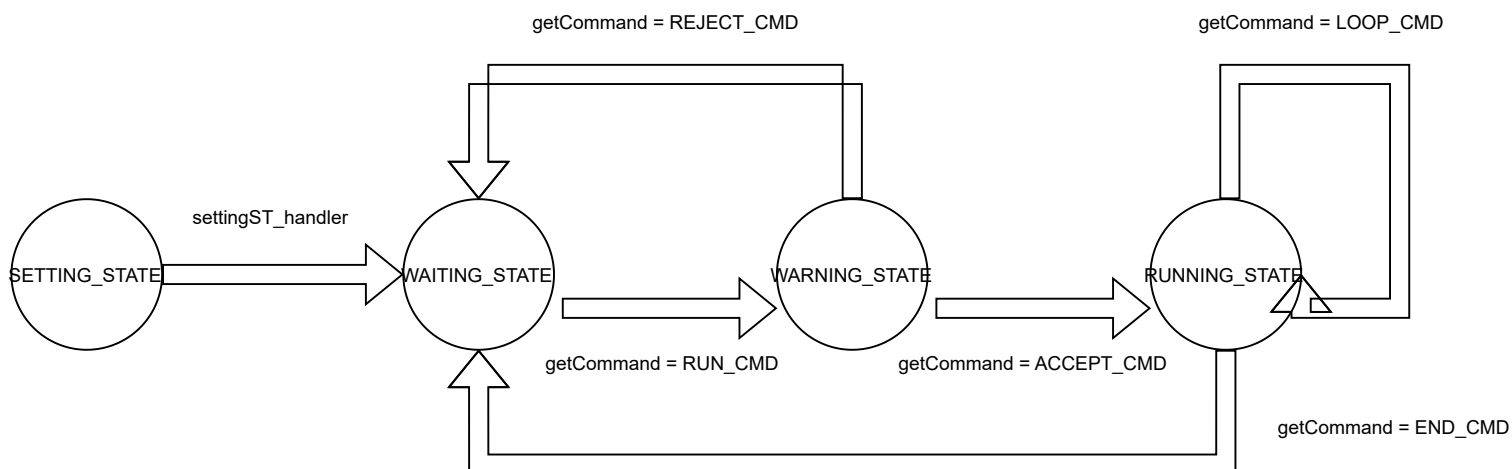 getCommand = REJECT_CMD
getCommand = LOOP_CMD
settingST_handler
SETTING_STATE
WAITING_STATE
WARNING_STATE
RUNNING_STATE
getCommand = RUN_CMD
getCommand = ACCEPT_CMD
getCommand = END_CMD